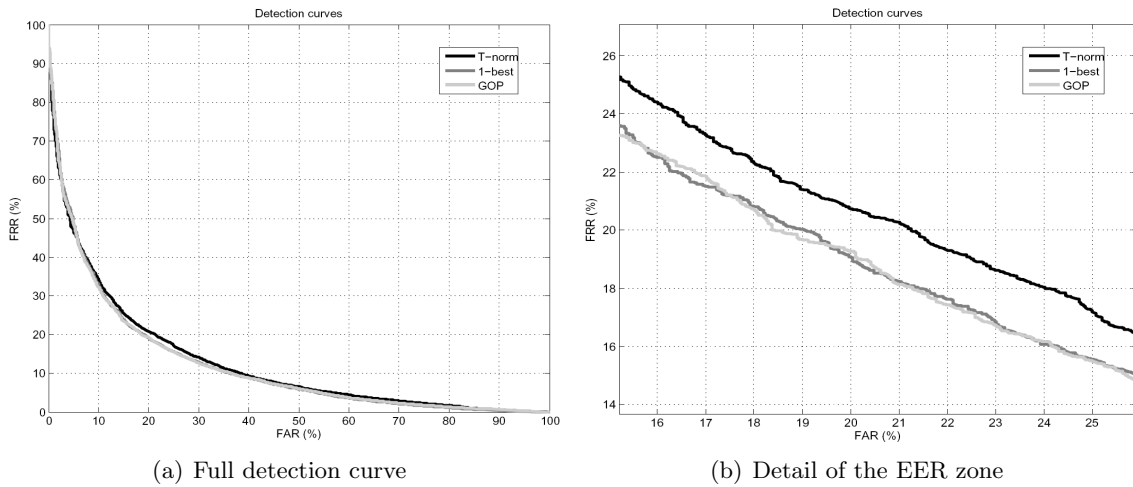 Detection curves
100
90
80
70
60
50
40
30
20
10
0
FRR (%)
T-norm
1-best
GOP
0 10 20 30 40 50 60 70 80 90 100
FAR (%)
(a) Full detection curve
Detection curves
26
24
22
20
18
16
14
FRR (%)
T-norm
1-best
GOP
16 17 18 19 20 21 22 23 24 25
FAR (%)
(b) Detail of the EER zone